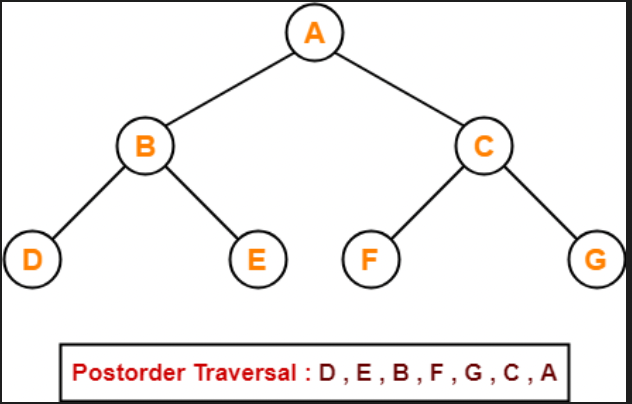 A
B C
D E F G
Postorder Traversal : D , E , B , F , G , C , A